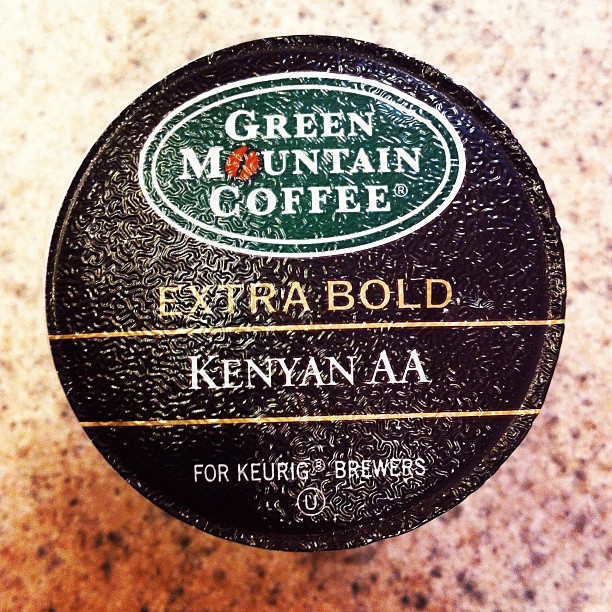 GREEN
MOUNTAIN
COFFEE®
EXTRA BOLD
KENYAN AA
FOR KEURIG® BREWERS
U